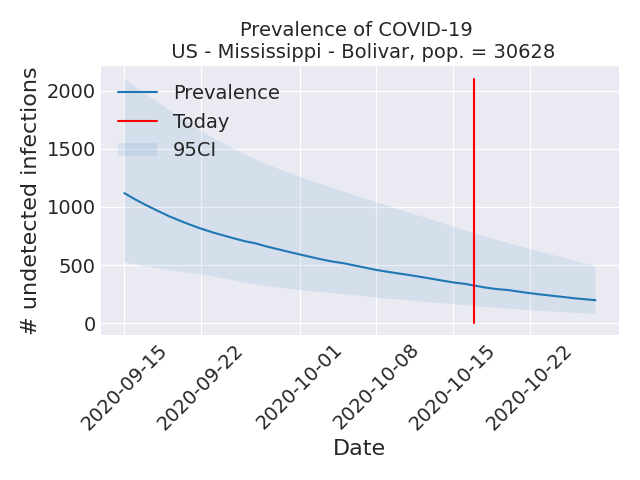 Prevalence of COVID-19
US - Mississippi - Bolivar, pop. = 30628
# undetected infections
2000
1500
1000
500
0
Prevalence
Today
95CI
2020-09-15
2020-09-22
2020-10-01
2020-10-08
2020-10-15
2020-10-22
Date